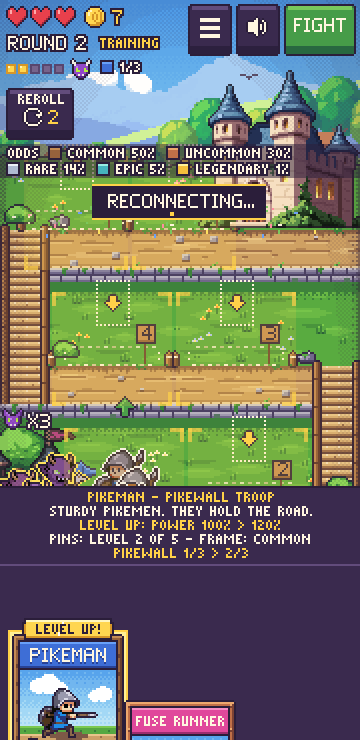 7
ROUND 2 TRAINING
1/3
FIGHT
REROLL
2
ODDS COMMON 50% UNCOMMON 30%
RARE 14% EPIC 5% LEGENDARY 1%
RECONNECTING...
4
3
X3
2
PIKEMAN - PIKEWALL TROOP
STURDY PIKEMEN. THEY HOLD THE ROAD.
LEVEL UP: POWER 100% > 120%
PINS: LEVEL 2 OF 5 - FRAME: COMMON
PIKEWALL 1/3 > 2/3
LEVEL UP!
PIKEMAN
FUSE RUNNER